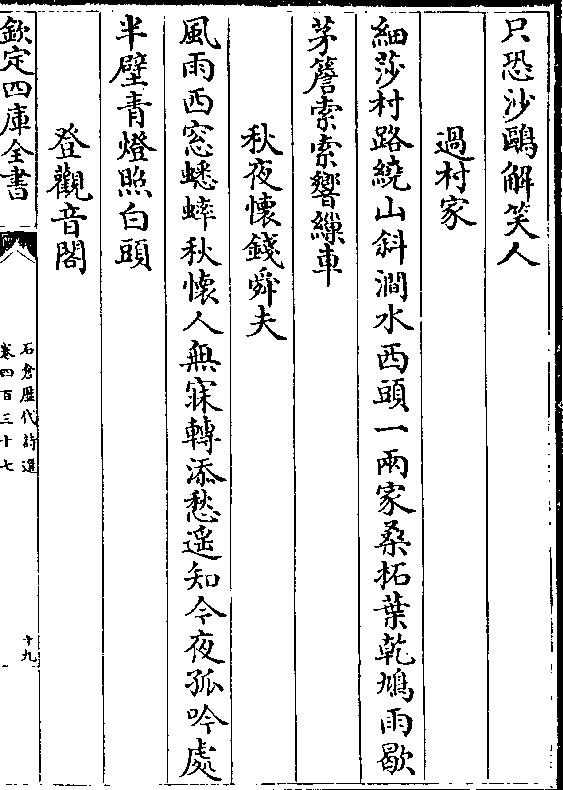 只恐沙鷗解笑人
過村家
細莎村路繞山斜澗水西頭一兩家桑柘葉乾鳩雨歇
茅簷索索響繅車
秋夜懷錢舜夫
風雨西窓蟋蟀秋懷人無寐轉添愁遥知今夜孤吟處
半壁青燈照白頭
登觀音閣
欽定四庫全書
石倉歴代詩選
卷四百三十七
十九